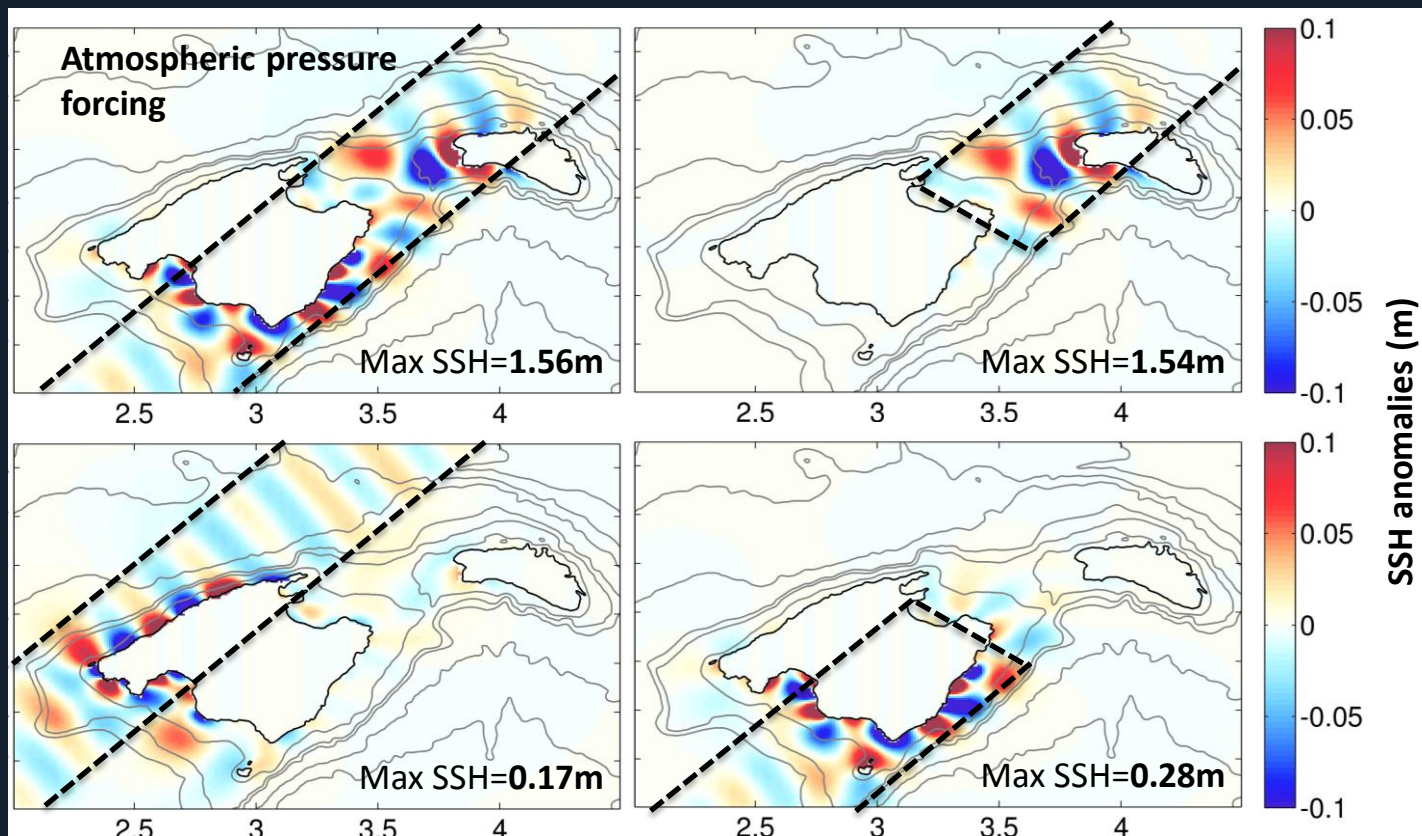 Atmospheric pressure
forcing
Max SSH=1.56m
2.5 3 3.5 4
Max SSH=1.54m
2.5 3 3.5 4
0.1
0.05
0
-0.05
-0.1
Max SSH=0.17m
2.5 3 3.5 4
Max SSH=0.28m
2.5 3 3.5 4
0.1
0.05
0
-0.05
-0.1
SSH anomalies (m)